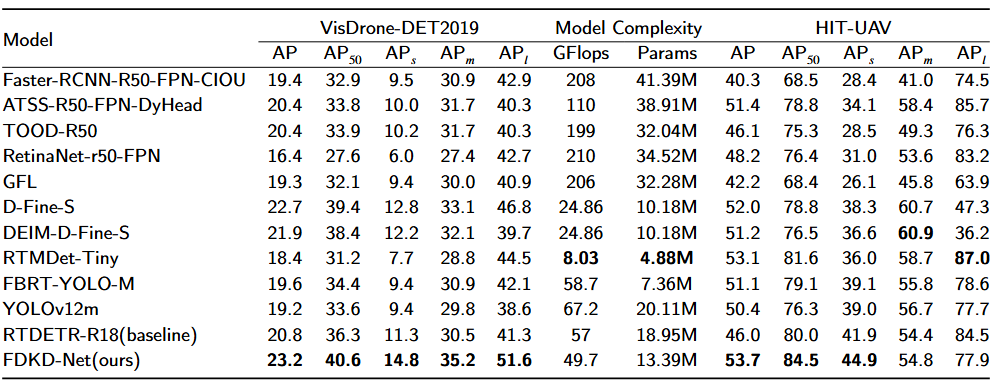 Model VisDrone-DET2019 Model Complexity HIT-UAV
AP AP50 APs APm APl GFlops Params AP AP50 APs APm APl
Faster-RCNN-R50-FPN-CIOU 19.4 32.9 9.5 30.9 42.9 208 41.39M 40.3 68.5 28.4 41.0 74.5
ATSS-R50-FPN-DyHead 20.4 33.8 10.0 31.7 40.3 110 38.91M 51.4 78.8 34.1 58.4 85.7
TOOD-R50 20.4 33.9 10.2 31.7 40.3 199 32.04M 46.1 75.3 28.5 49.3 76.3
RetinaNet-r50-FPN 16.4 27.6 6.0 27.4 42.7 210 34.52M 48.2 76.4 31.0 53.6 83.2
GFL 19.3 32.1 9.4 30.0 40.9 206 32.28M 42.2 68.4 26.1 45.8 63.9
D-Fine-S 22.7 39.4 12.8 33.1 46.8 24.86 10.18M 52.0 78.8 38.3 60.7 47.3
DEIM-D-Fine-S 21.9 38.4 12.2 32.1 39.7 24.86 10.18M 51.2 76.5 36.6 60.9 36.2
RTMDet-Tiny 18.4 31.2 7.7 28.8 44.5 8.03 4.88M 53.1 81.6 36.0 58.7 87.0
FBRT-YOLO-M 19.6 34.4 9.4 30.9 42.1 58.7 7.36M 51.1 79.1 39.1 55.8 78.6
YOLOv12m 19.2 33.6 9.4 30.2 38.6 67.2 20.11M 50.4 76.3 39.0 56.7 77.7
RTDETR-R18(baseline) 20.8 36.3 11.3 30.5 41.3 57 18.95M 46.0 80.0 41.9 54.4 84.5
FDKD-Net(ours) 23.2 40.6 14.8 35.2 51.6 49.7 13.39M 53.7 84.5 44.9 54.8 77.9